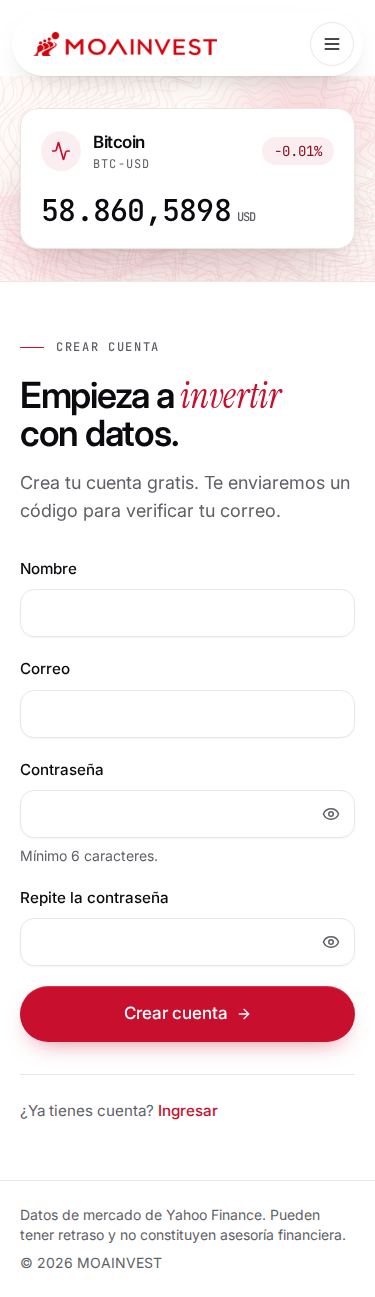 MOAINVEST
Bitcoin
BTC-USD
-0.01%
58.860,5898 USD
CREAR CUENTA
Empieza a invertir
con datos.
Crea tu cuenta gratis. Te enviaremos un
código para verificar tu correo.
Nombre
Correo
Contraseña
Mínimo 6 caracteres.
Repite la contraseña
Crear cuenta →
¿Ya tienes cuenta? Ingresar
Datos de mercado de Yahoo Finance. Pueden
tener retraso y no constituyen asesoría financiera.
© 2026 MOAINVEST